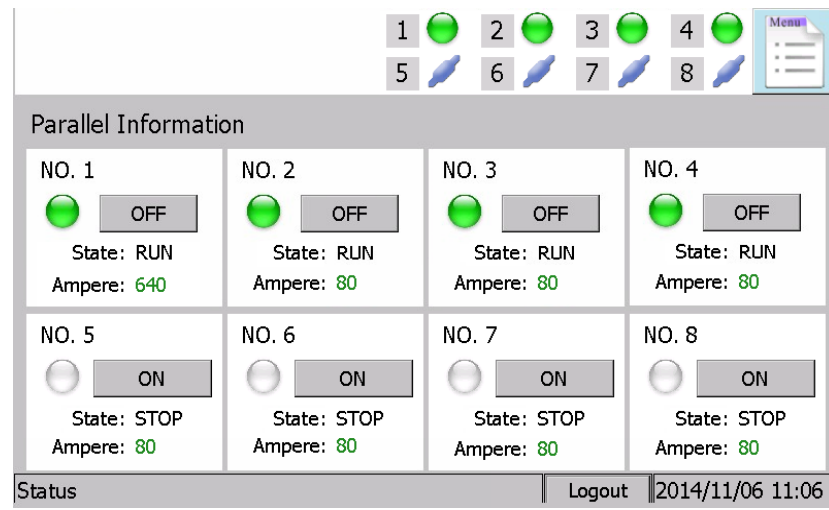 1 2 3 4 Menu
5 6 7 8
Parallel Information
NO. 1 NO. 2 NO. 3 NO. 4
OFF OFF OFF OFF
State: RUN State: RUN State: RUN State: RUN
Ampere: 640 Ampere: 80 Ampere: 80 Ampere: 80
NO. 5 NO. 6 NO. 7 NO. 8
ON ON ON ON
State: STOP State: STOP State: STOP State: STOP
Ampere: 80 Ampere: 80 Ampere: 80 Ampere: 80
Status Logout 2014/11/06 11:06